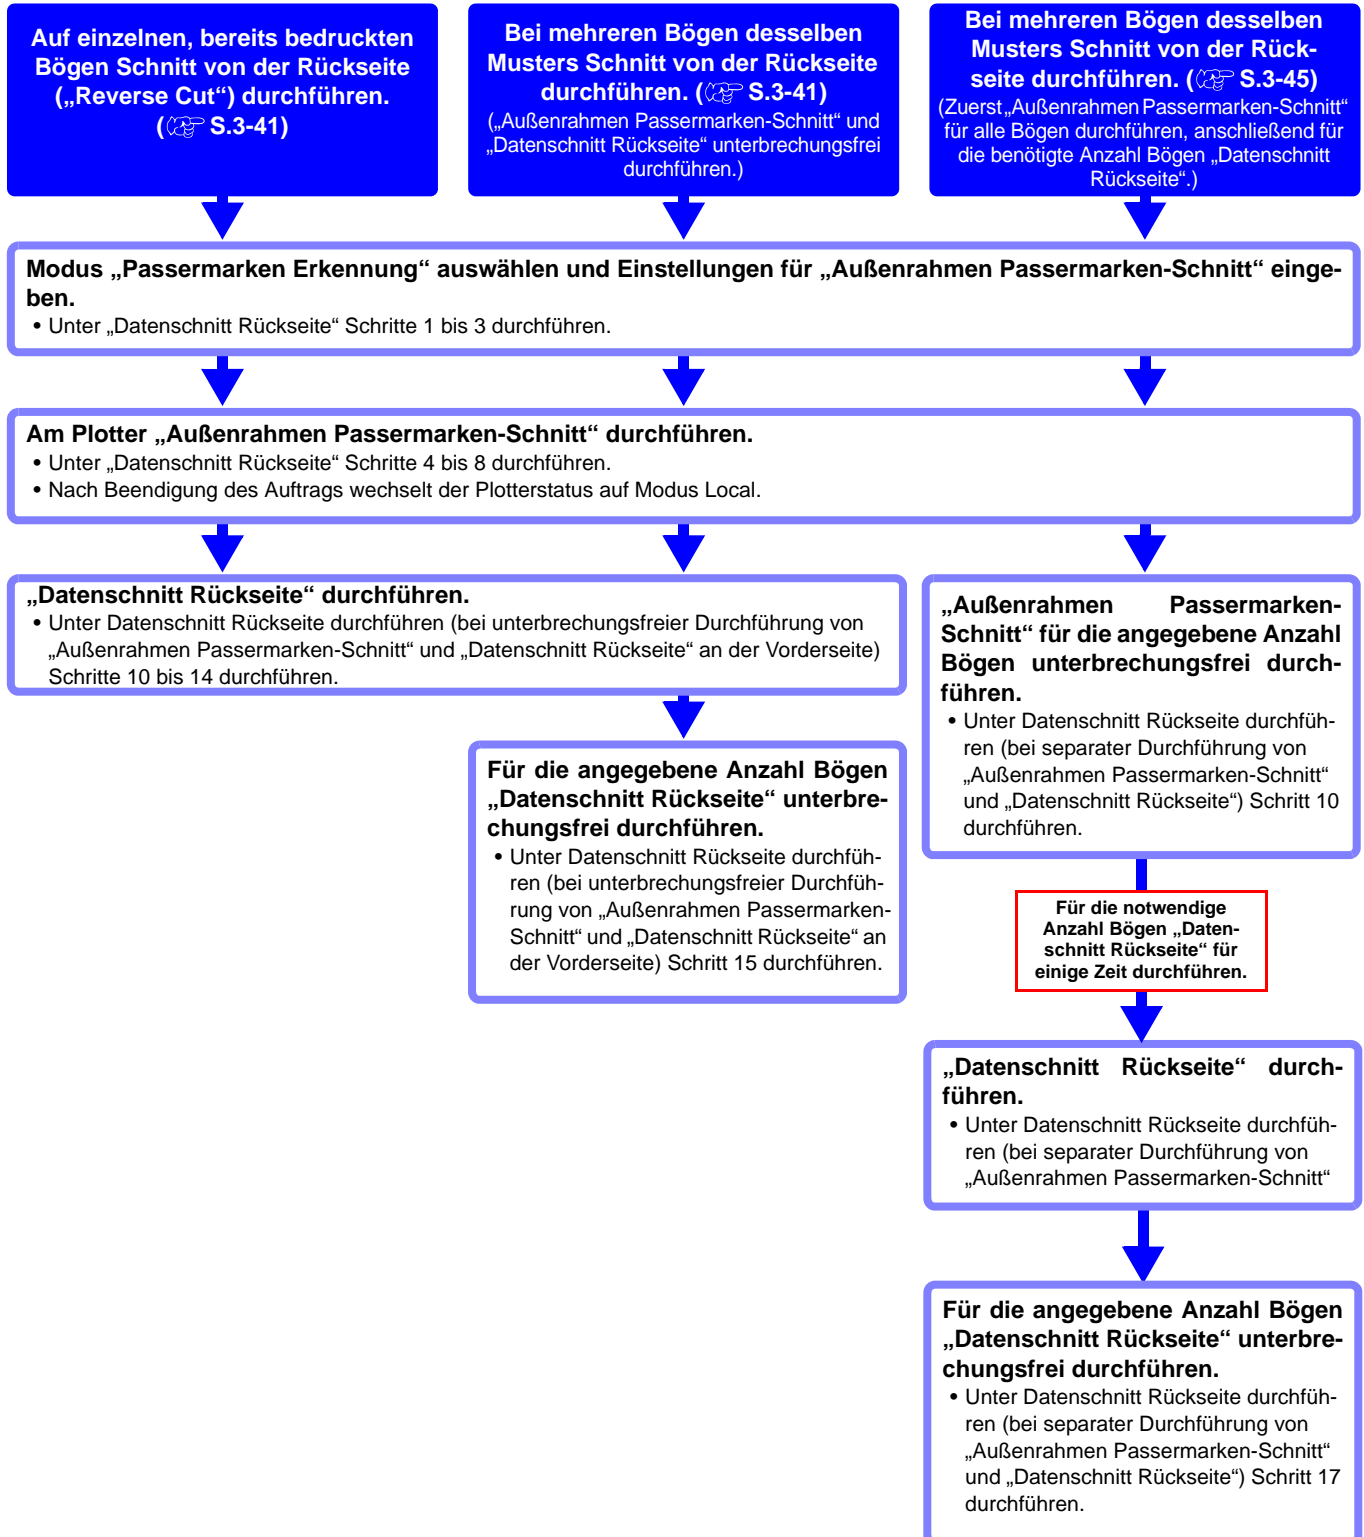 Auf einzelnen, bereits bedruckten
Bögen Schnitt von der Rückseite
(„Reverse Cut“) durchführen.
(☞ S.3-41)
Bei mehreren Bögen desselben
Musters Schnitt von der Rückseite
durchführen. (☞ S.3-41)
(„Außenrahmen Passermarken-Schnitt“ und
„Datenschnitt Rückseite“ unterbrechungsfrei
durchführen.)
Bei mehreren Bögen desselben
Musters Schnitt von der Rück-
seite durchführen. (☞ S.3-45)
(Zuerst „Außenrahmen Passermarken-Schnitt“
für alle Bögen durchführen, anschließend für
die benötigte Anzahl Bögen „Datenschnitt
Rückseite“.)
Modus „Passermarken Erkennung“ auswählen und Einstellungen für „Außenrahmen Passermarken-Schnitt“ einge-
ben.
• Unter „Datenschnitt Rückseite“ Schritte 1 bis 3 durchführen.
Am Plotter „Außenrahmen Passermarken-Schnitt“ durchführen.
• Unter „Datenschnitt Rückseite“ Schritte 4 bis 8 durchführen.
• Nach Beendigung des Auftrags wechselt der Plotterstatus auf Modus Local.
„Datenschnitt Rückseite“ durchführen.
• Unter Datenschnitt Rückseite durchführen (bei unterbrechungsfreier Durchführung von
„Außenrahmen Passermarken-Schnitt“ und „Datenschnitt Rückseite“ an der Vorderseite)
Schritte 10 bis 14 durchführen.
Für die angegebene Anzahl Bögen
„Datenschnitt Rückseite“ unterbre-
chungsfrei durchführen.
• Unter Datenschnitt Rückseite durchfüh-
ren (bei unterbrechungsfreier Durchfüh-
rung von „Außenrahmen Passermarken-
Schnitt“ und „Datenschnitt Rückseite“ an
der Vorderseite) Schritt 15 durchführen.
„Außenrahmen Passermarken-
Schnitt“ für die angegebene Anzahl
Bögen unterbrechungsfrei durch-
führen.
• Unter Datenschnitt Rückseite durchfüh-
ren (bei separater Durchführung von
„Außenrahmen Passermarken-Schnitt“
und „Datenschnitt Rückseite“) Schritt 10
durchführen.
Für die notwendige
Anzahl Bögen „Daten-
schnitt Rückseite“ für
einige Zeit durchführen.
„Datenschnitt Rückseite“ durch-
führen.
• Unter Datenschnitt Rückseite durchfüh-
ren (bei separater Durchführung von
„Außenrahmen Passermarken-Schnitt“
Für die angegebene Anzahl Bögen
„Datenschnitt Rückseite“ unterbre-
chungsfrei durchführen.
• Unter Datenschnitt Rückseite durchfüh-
ren (bei separater Durchführung von
„Außenrahmen Passermarken-Schnitt“
und „Datenschnitt Rückseite“) Schritt 17
durchführen.